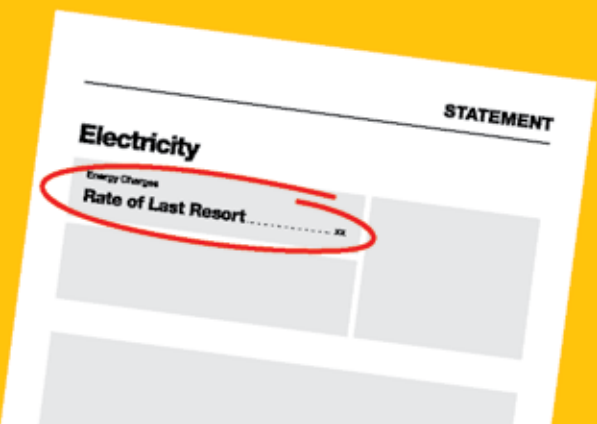 STATEMENT
Electricity
Energy Charges
Rate of Last Resort ............... xx